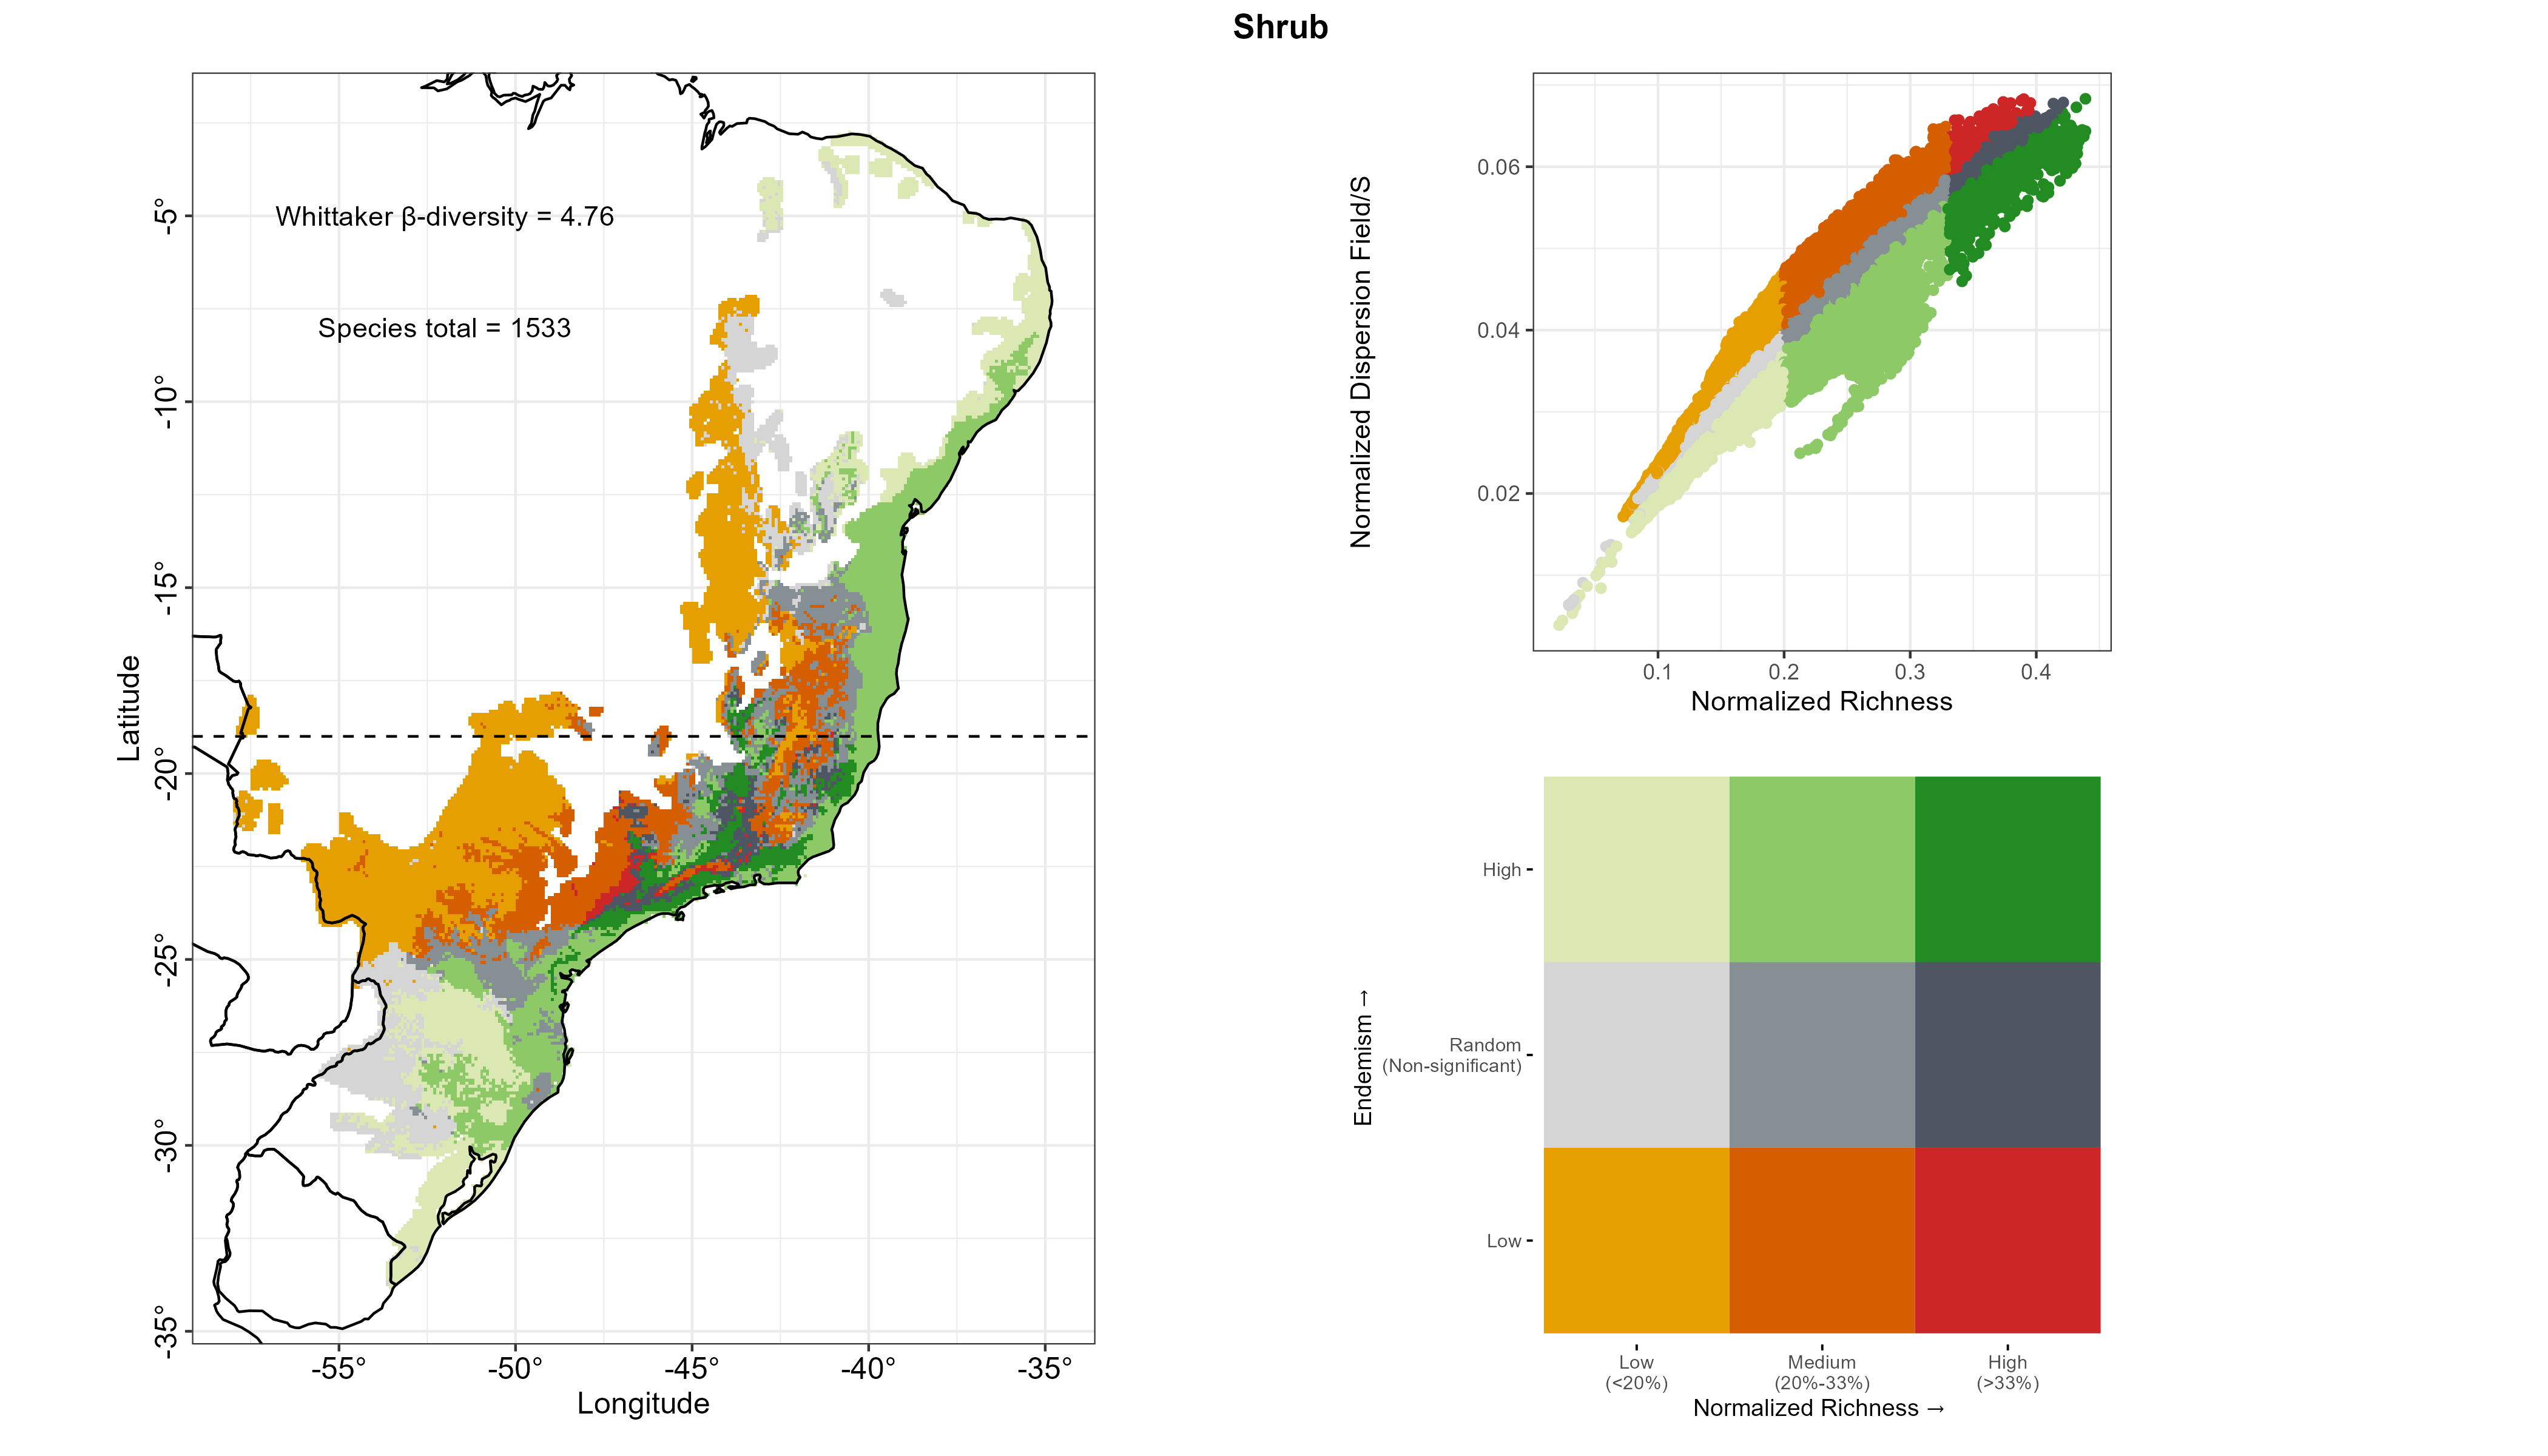 Shrub
Whittaker β-diversity = 4.76
Species total = 1533
-5°
-10°
-15°
-20°
-25°
-30°
-35°
Latitude
-55°
-50°
-45°
-40°
-35°
Longitude
Normalized Dispersion Field/S
0.06
0.04
0.02
0.1
0.2
0.3
0.4
Normalized Richness
Endemism →
High
Random
(Non-significant)
Low
Low
(<20%)
Medium
(20%-33%)
High
(>33%)
Normalized Richness →